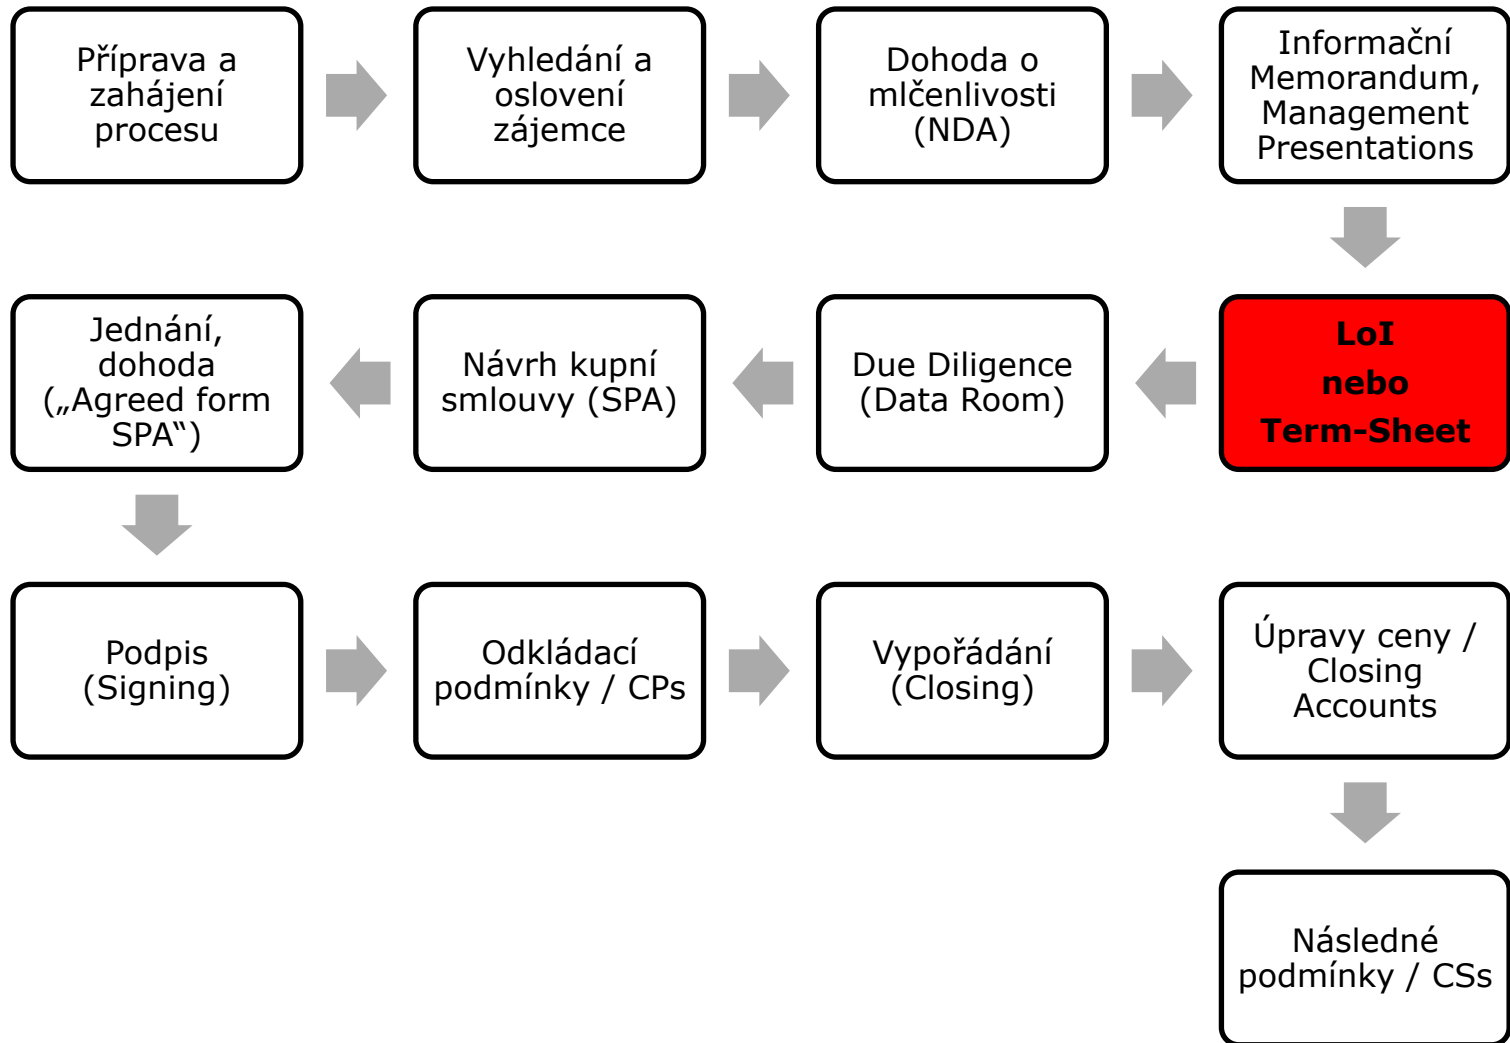 Příprava a
zahájení
procesu
Vyhledání a
oslovení
zájemce
Dohoda o
mlčenlivosti
(NDA)
Informační
Memorandum,
Management
Presentations
LoI
nebo
Term-Sheet
Due Diligence
(Data Room)
Návrh kupní
smlouvy (SPA)
Jednání,
dohoda
(„Agreed form
SPA“)
Podpis
(Signing)
Odkládací
podmínky / CPs
Vypořádání
(Closing)
Úpravy ceny /
Closing
Accounts
Následné
podmínky / CSs